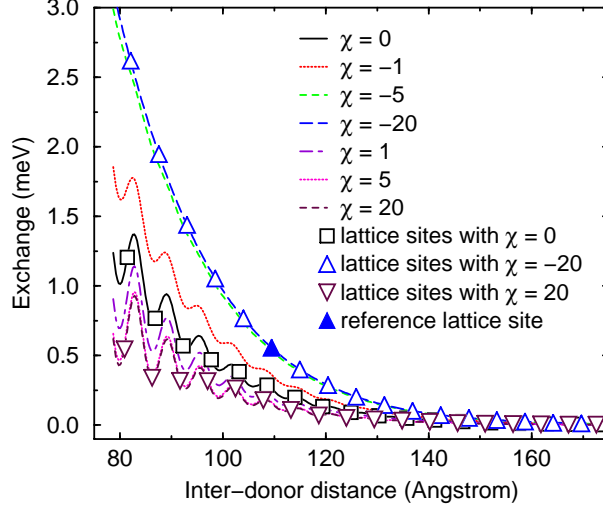 3.0
2.5
2.0
1.5
1.0
0.5
0.0
Exchange (meV)
χ = 0
χ = −1
χ = −5
χ = −20
χ = 1
χ = 5
χ = 20
lattice sites with χ = 0
lattice sites with χ = −20
lattice sites with χ = 20
reference lattice site
80 100 120 140 160
Inter−donor distance (Angstrom)